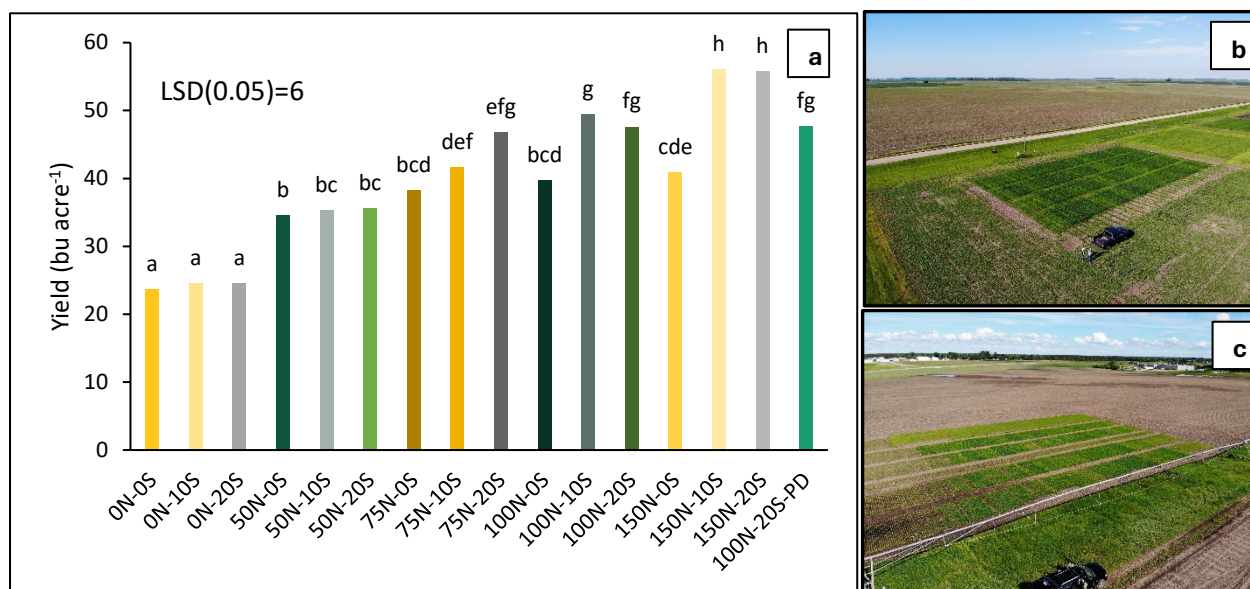 a
LSD(0.05)=6
Yield (bu acre⁻¹)
60
50
40
30
20
10
0
a
a
a
b
bc
bc
bcd
def
efg
bcd
g
fg
cde
h
h
fg
0N-0S
0N-10S
0N-20S
50N-0S
50N-10S
50N-20S
75N-0S
75N-10S
75N-20S
100N-0S
100N-10S
100N-20S
150N-0S
150N-10S
150N-20S
100N-20S-PD
b
c